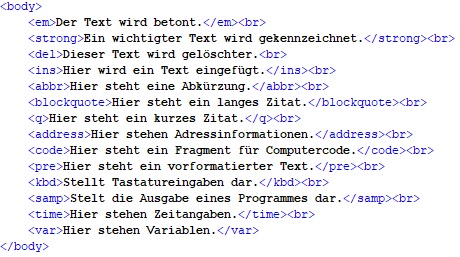 <body>
<em>Der Text wird betont.</em><br>
<strong>Ein wichtigter Text wird gekennzeichnet.</strong><br>
<del>Dieser Text wird gelöschter.<br>
<ins>Hier wird ein Text eingefügt.</ins><br>
<abbr>Hier steht eine Abkürzung.</abbr><br>
<blockquote>Hier steht ein langes Zitat.</blockquote><br>
<q>Hier steht ein kurzes Zitat.</q><br>
<address>Hier stehen Adressinformationen.</address><br>
<code>Hier steht ein Fragment für Computercode.</code><br>
<pre>Hier steht ein vorformatierter Text.</pre><br>
<kbd>Stellt Tastatureingaben dar.</kbd><br>
<samp>Stelt die Ausgabe eines Programmes dar.</samp><br>
<time>Hier stehen Zeitangaben.</time><br>
<var>Hier stehen Variablen.</var>
</body>